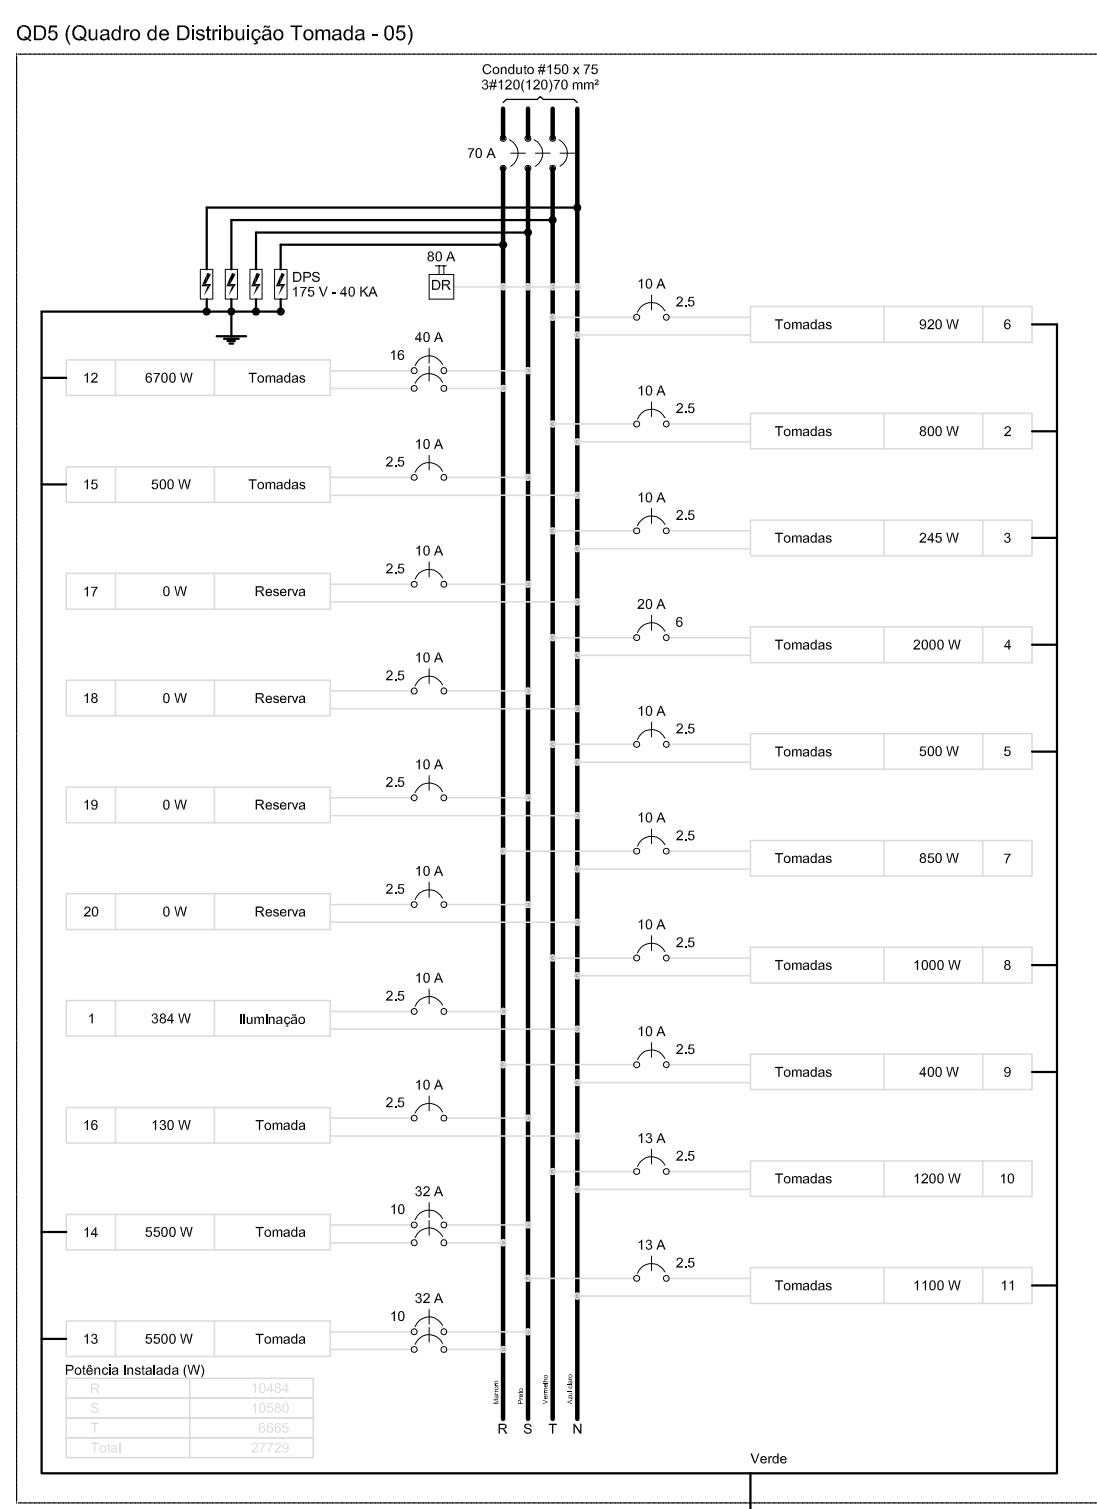 QD5 (Quadro de Distribuição Tomada - 05)
Conduto #150 x 75
3#120(120)70 mm²
70 A
80 A
DR
DPS
175 V - 40 KA
10 A
2.5
Tomadas 920 W 6
40 A
16
12 6700 W Tomadas
10 A
2.5
Tomadas 800 W 2
10 A
2.5
15 500 W Tomadas
10 A
2.5
Tomadas 245 W 3
10 A
2.5
17 0 W Reserva
20 A
6
Tomadas 2000 W 4
10 A
2.5
18 0 W Reserva
10 A
2.5
Tomadas 500 W 5
10 A
2.5
19 0 W Reserva
10 A
2.5
Tomadas 850 W 7
10 A
2.5
20 0 W Reserva
10 A
2.5
Tomadas 1000 W 8
10 A
2.5
1 384 W Iluminação
10 A
2.5
Tomadas 400 W 9
10 A
2.5
16 130 W Tomada
13 A
2.5
Tomadas 1200 W 10
32 A
10
14 5500 W Tomada
13 A
2.5
Tomadas 1100 W 11
32 A
10
13 5500 W Tomada
Potência Instalada (W)
R 10484
S 10580
T 6665
Total 27729
Marrom
Preto
Vermelho
Azul claro
R S T N
Verde